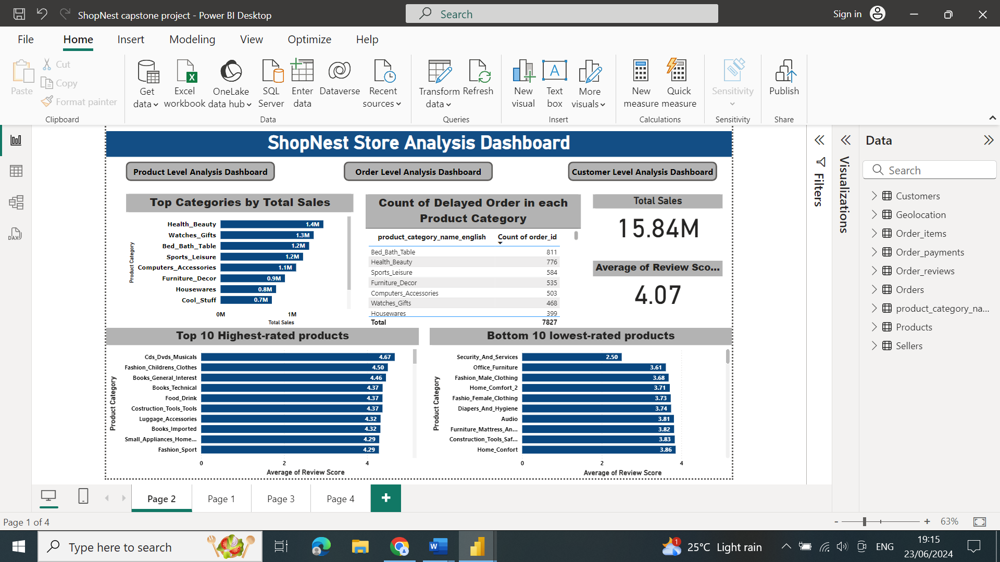 ShopNest capstone project - Power BI Desktop
Search
Sign in
File Home Insert Modeling View Optimize Help
Paste
Cut
Copy
Format painter
Clipboard
Get data
Excel workbook
OneLake data hub
SQL Server
Enter data
Dataverse
Recent sources
Data
Transform data
Refresh
Queries
New visual
Text box
More visuals
Insert
New measure
Quick measure
Calculations
Sensitivity
Sensitivity
Publish
Share
ShopNest Store Analysis Dashboard
Product Level Analysis Dashboard
Order Level Analysis Dashboard
Customer Level Analysis Dashboard
Top Categories by Total Sales
Product Category
Health_Beauty 1.4M
Watches_Gifts 1.3M
Bed_Bath_Table 1.2M
Sports_Leisure 1.2M
Computers_Accessories 1.1M
Furniture_Decor 0.9M
Housewares 0.8M
Cool_Stuff 0.7M
0M 1M
Total Sales
Count of Delayed Order in each
Product Category
product_category_name_english Count of order_id
Bed_Bath_Table 811
Health_Beauty 776
Sports_Leisure 584
Furniture_Decor 535
Computers_Accessories 503
Watches_Gifts 468
Housewares 399
Total 7827
Total Sales
15.84M
Average of Review Sco...
4.07
Top 10 Highest-rated products
Product Category
Cds_Dvds_Musicals 4.67
Fashion_Childrens_Clothes 4.50
Books_General_Interest 4.46
Books_Technical 4.37
Food_Drink 4.37
Costruction_Tools_Tools 4.37
Luggage_Accessories 4.32
Books_Imported 4.32
Small_Appliances_Home... 4.29
Fashion_Sport 4.29
0 2 4
Average of Review Score
Bottom 10 lowest-rated products
Product Category
Security_And_Services 2.50
Office_Furniture 3.61
Fashion_Male_Clothing 3.68
Home_Comfort_2 3.71
Fashio_Female_Clothing 3.73
Diapers_And_Hygiene 3.74
Audio 3.81
Furniture_Mattress_An... 3.82
Construction_Tools_Saf... 3.83
Home_Confort 3.86
0 2 4
Average of Review Score
Filters
Visualizations
Data
Search
Customers
Geolocation
Order_items
Order_payments
Order_reviews
Orders
product_category_na...
Products
Sellers
DAX
Page 2 Page 1 Page 3 Page 4
Page 1 of 4
- + 63%
Type here to search
1
25°C Light rain
ENG
19:15
23/06/2024